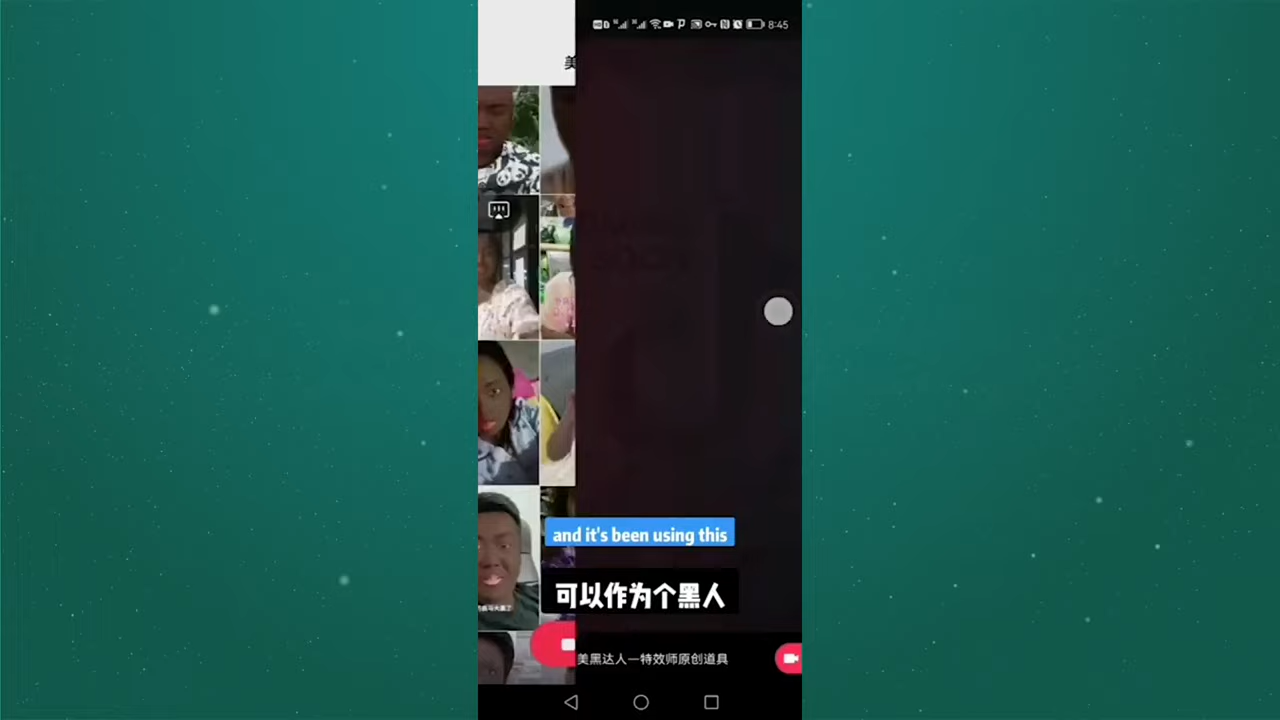 8:45
美
and it's been using this
可以作为个黑人
美黑达人一特效师原创道具